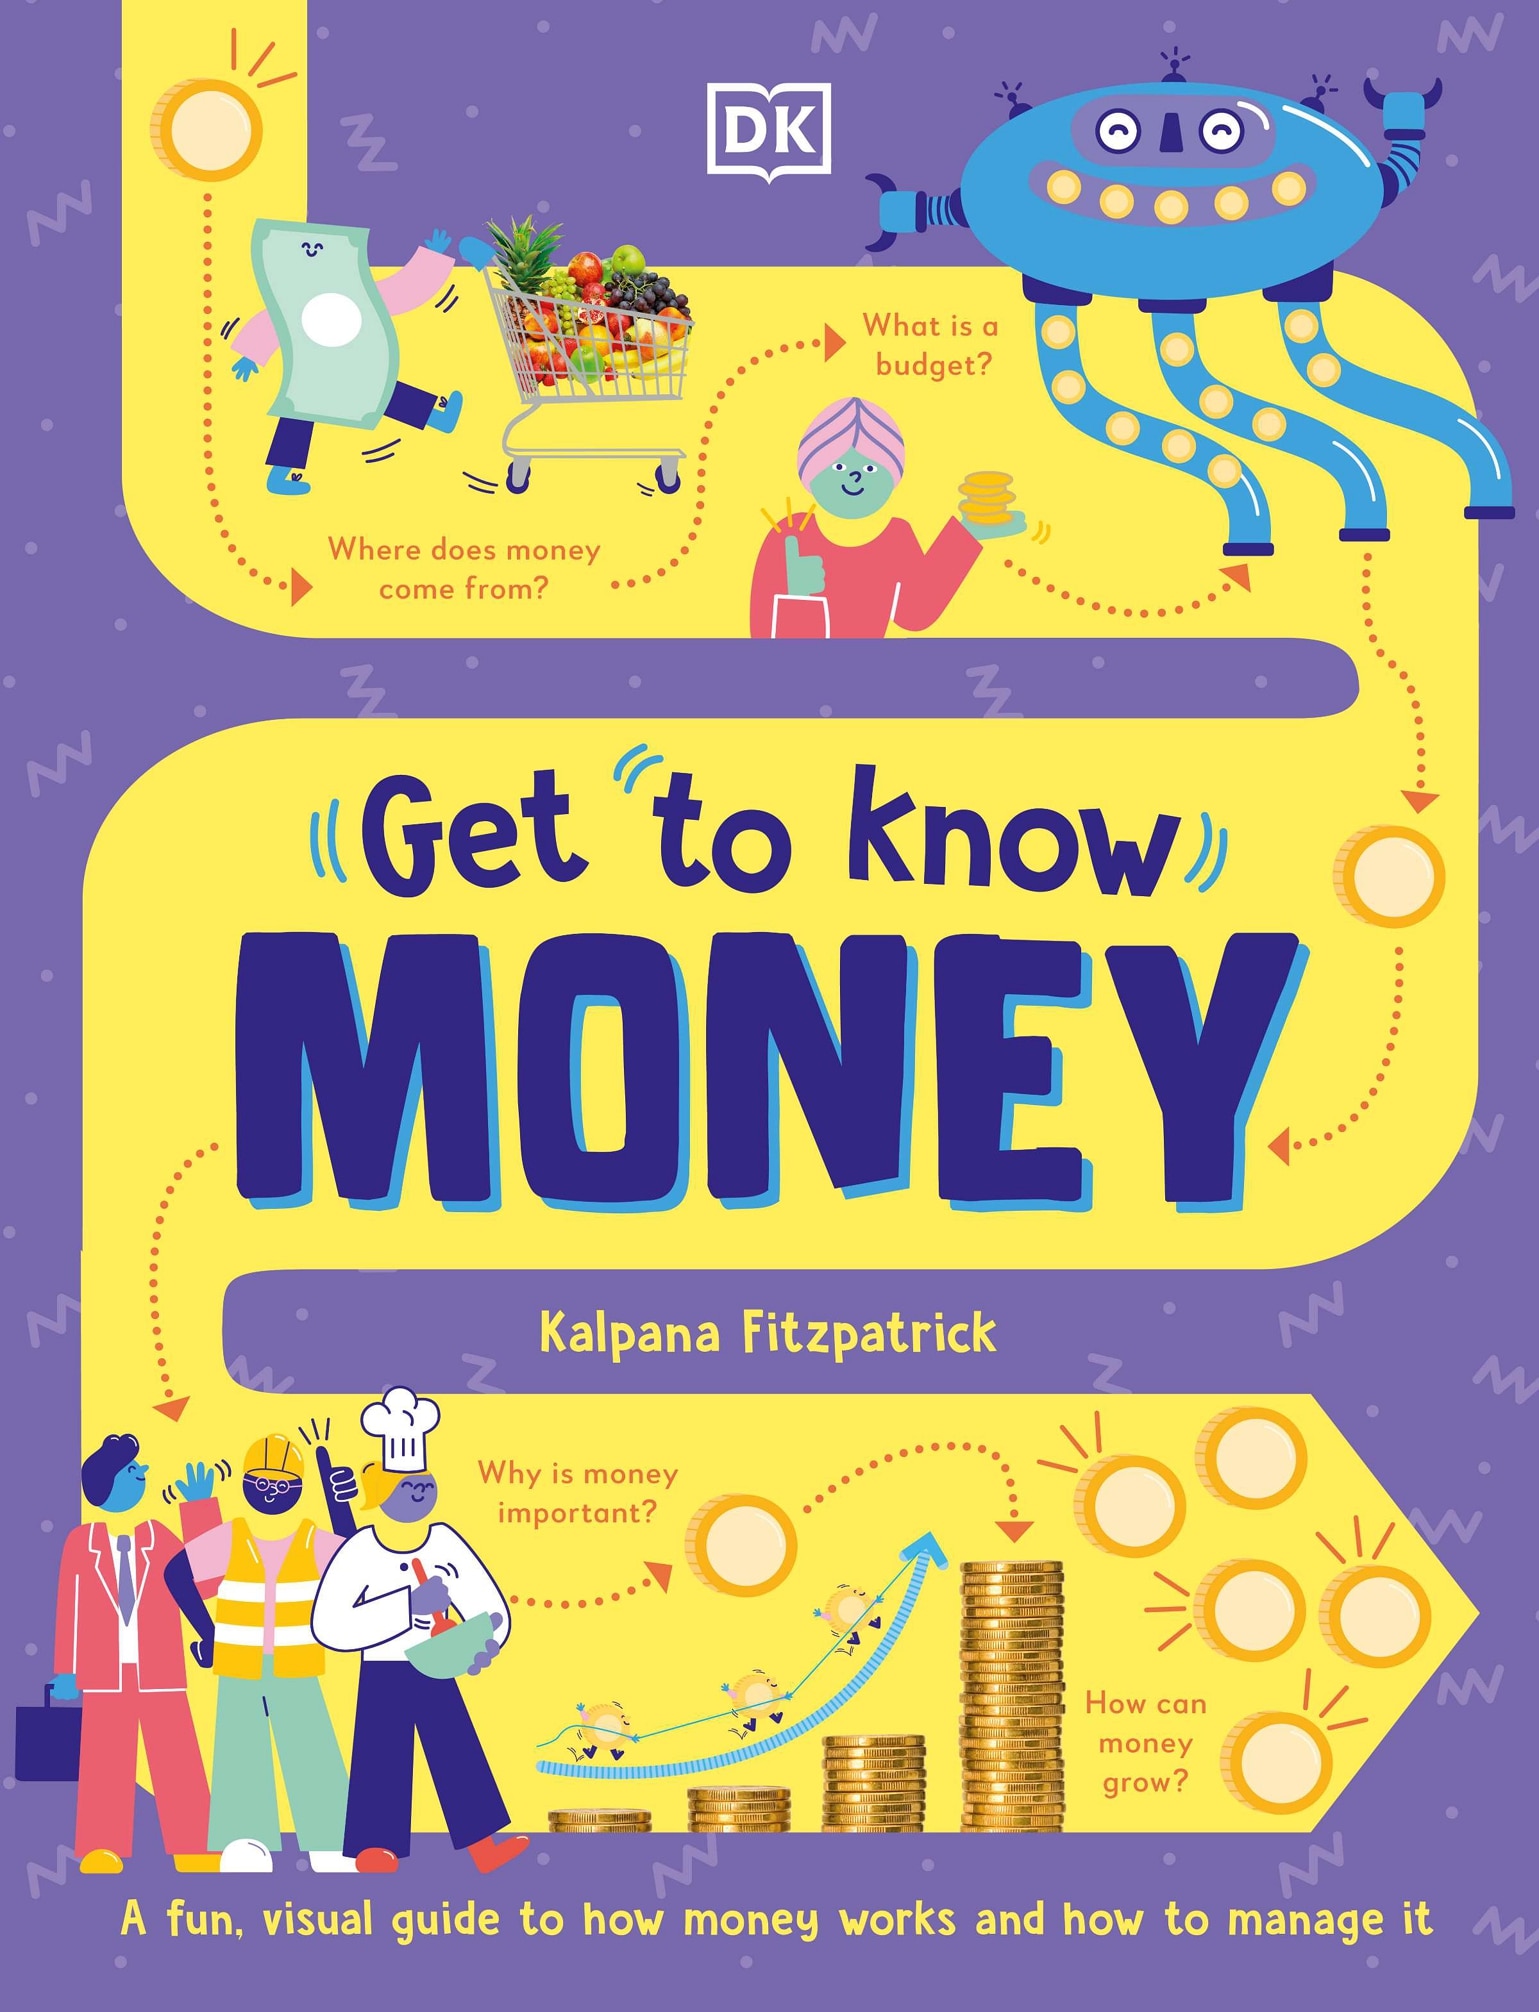 DK
What is a
budget?
Where does money
come from?
Get to know
MONEY
Kalpana Fitzpatrick
Why is money
important?
How can
money
grow?
A fun, visual guide to how money works and how to manage it